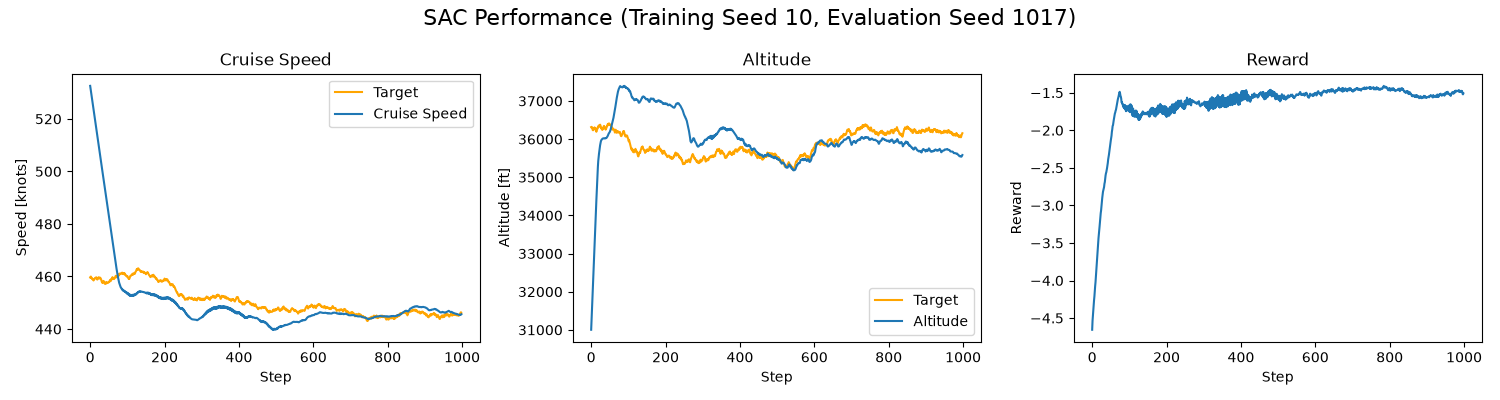 SAC Performance (Training Seed 10, Evaluation Seed 1017)
Cruise Speed
Speed [knots]
520
500
480
460
440
0 200 400 600 800 1000
Step
Target
Cruise Speed
Altitude
Altitude [ft]
37000
36000
35000
34000
33000
32000
31000
0 200 400 600 800 1000
Step
Target
Altitude
Reward
Reward
−1.5
−2.0
−2.5
−3.0
−3.5
−4.0
−4.5
0 200 400 600 800 1000
Step